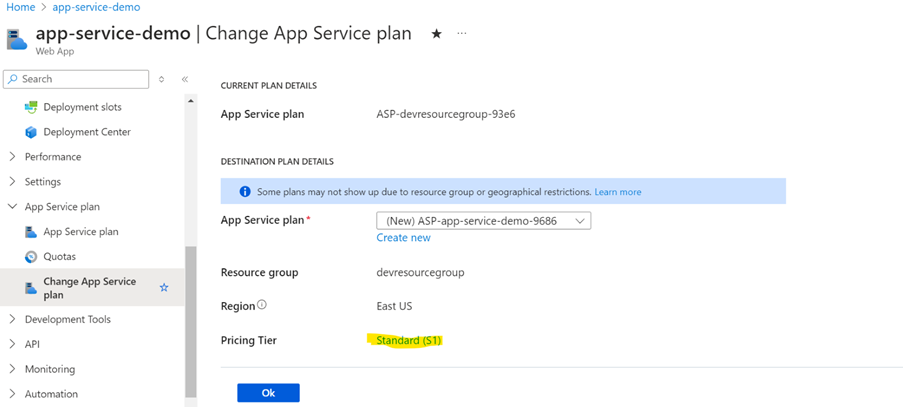 Home > app-service-demo
app-service-demo | Change App Service plan ★ ...
Web App
Search
Deployment slots
Deployment Center
Performance
Settings
App Service plan
App Service plan
Quotas
Change App Service
plan
Development Tools
API
Monitoring
Automation
CURRENT PLAN DETAILS
App Service plan ASP-devresourcegroup-93e6
DESTINATION PLAN DETAILS
Some plans may not show up due to resource group or geographical restrictions. Learn more
App Service plan* (New) ASP-app-service-demo-9686
Create new
Resource group devresourcegroup
Region East US
Pricing Tier Standard (S1)
Ok